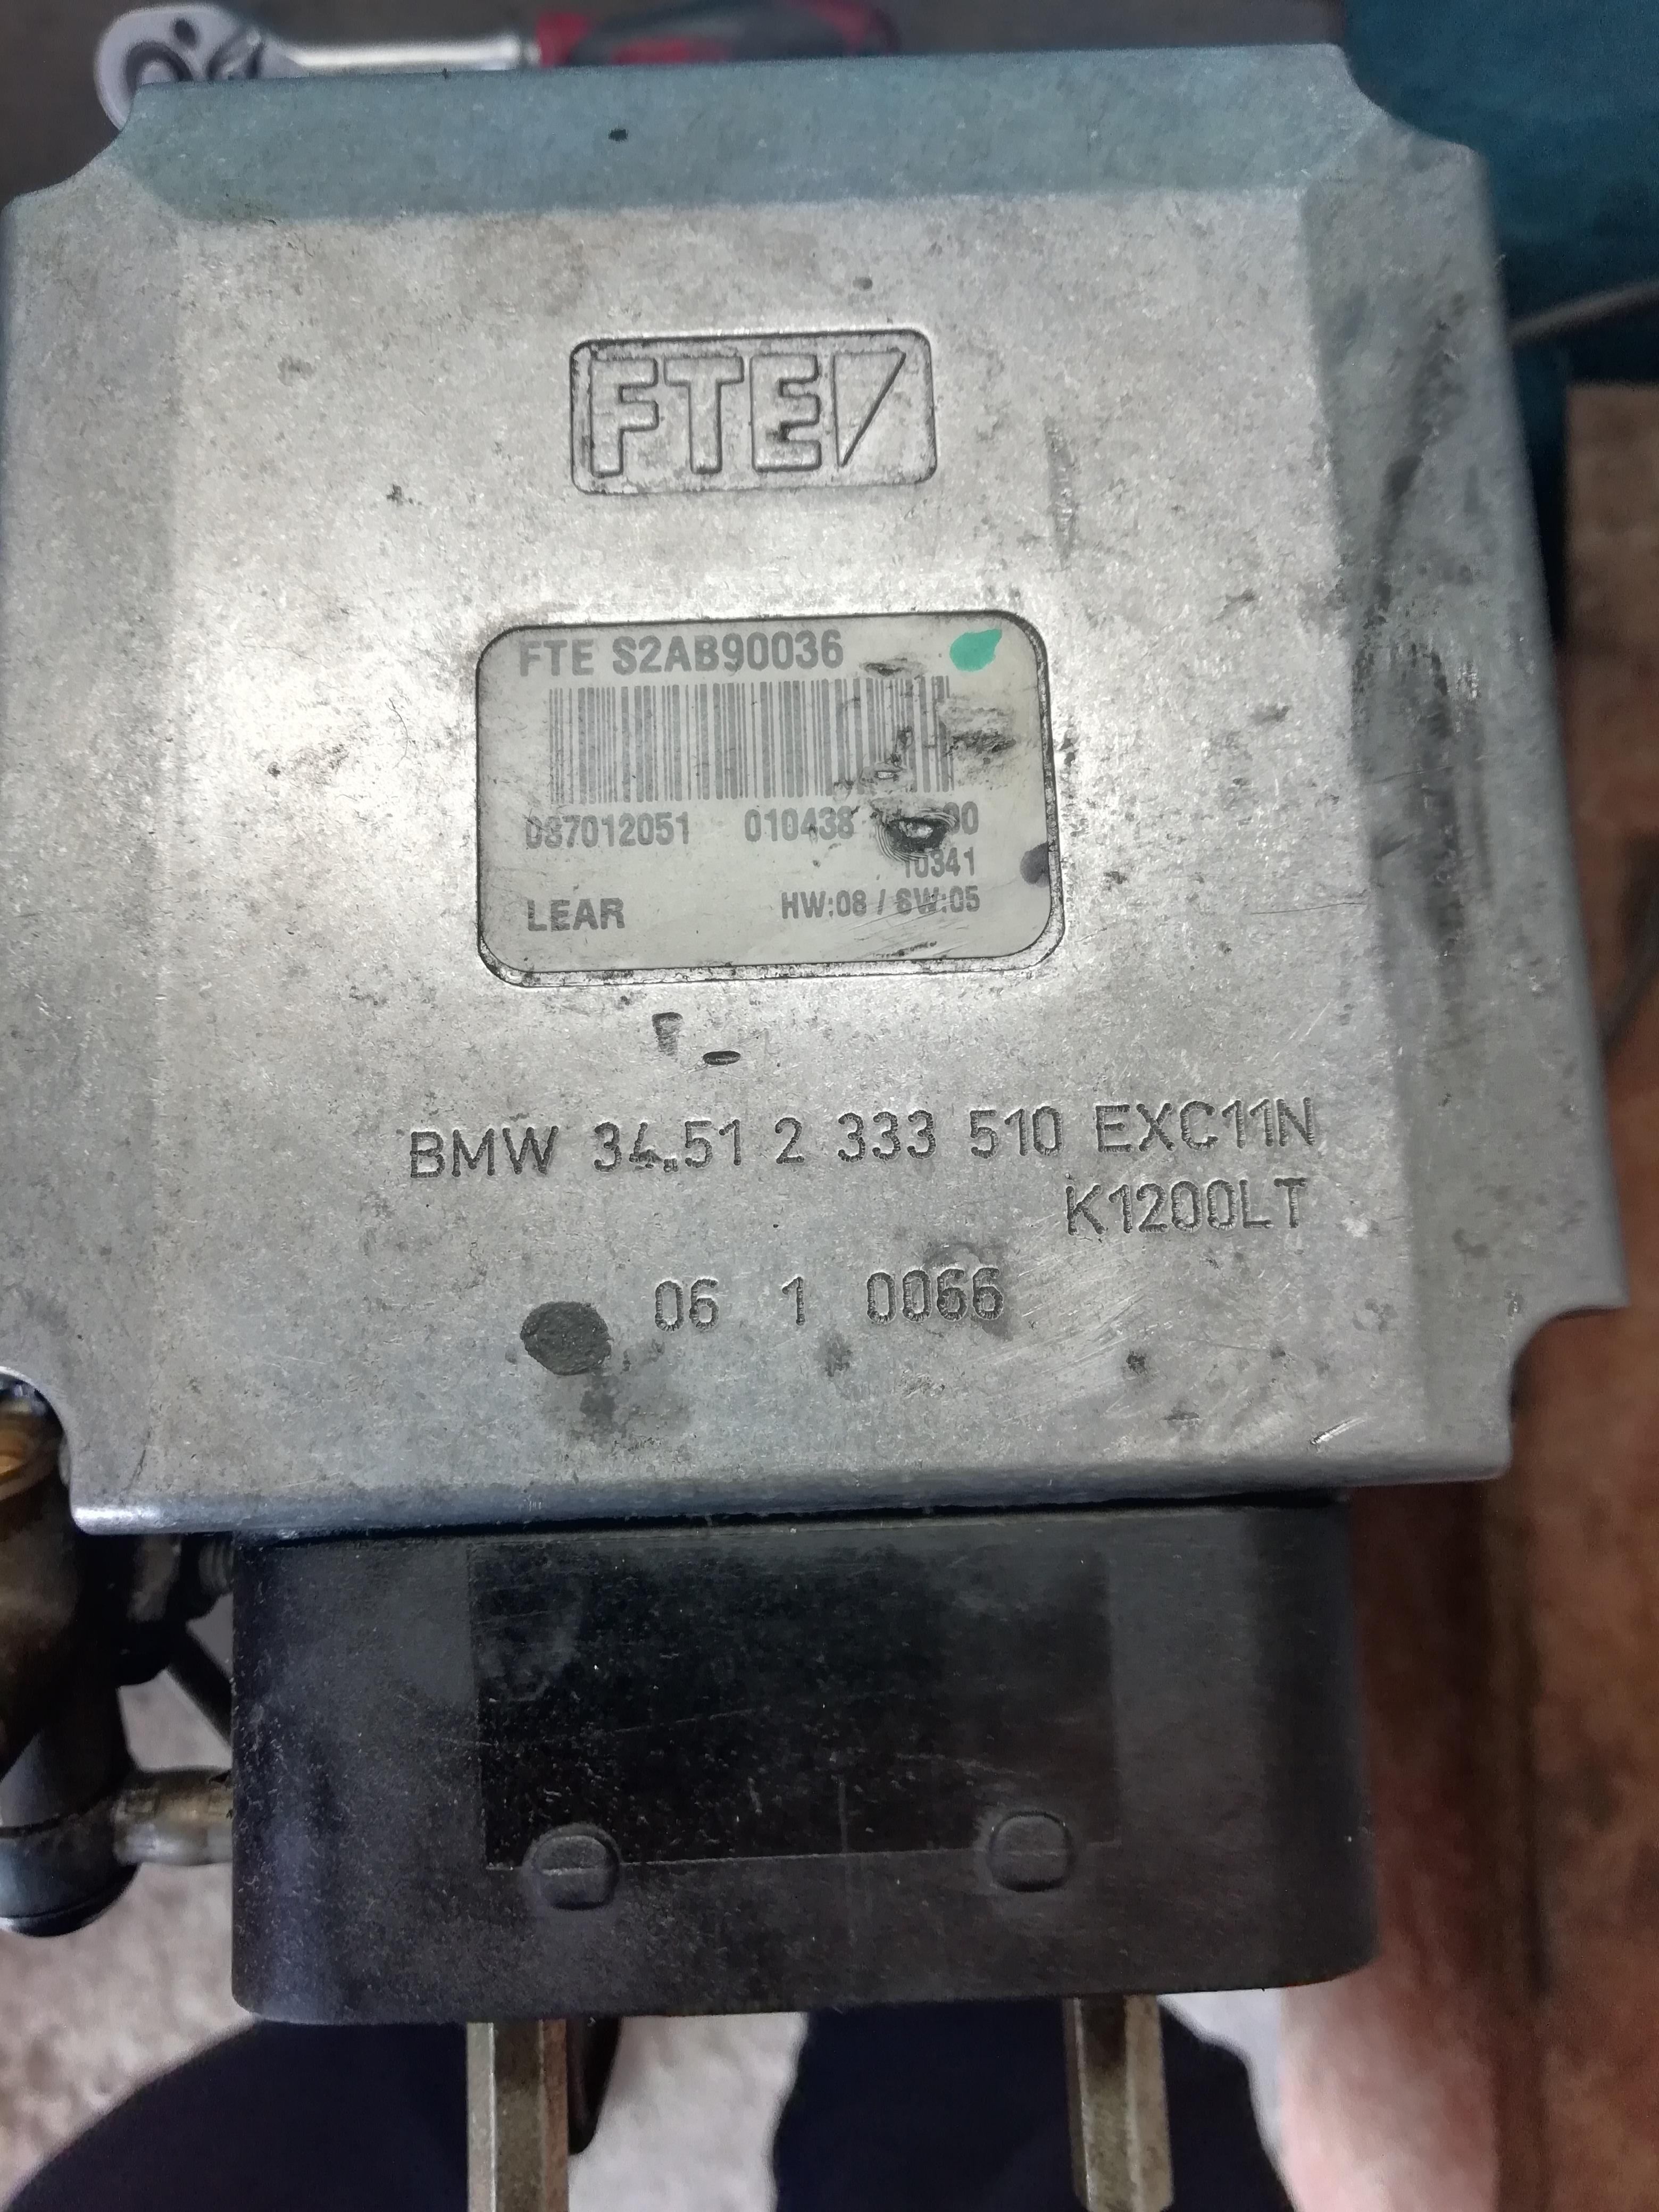 FTE
FTE S2AB90036
087012051 010438
10341
LEAR HW:08 / SW:05
BMW 34.51 2 333 510 EXC11N
K1200LT
06 1 0066